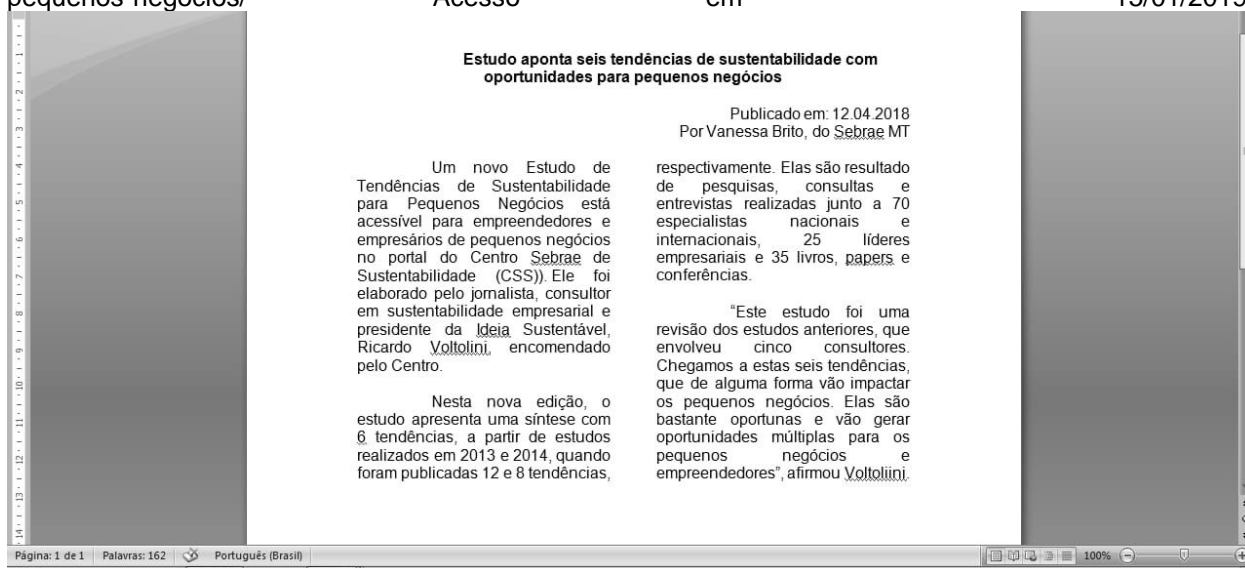 pequenos-negocios/ Acesso em 15/01/2019
Estudo aponta seis tendências de sustentabilidade com
oportunidades para pequenos negócios
Publicado em: 12.04.2018
Por Vanessa Brito, do Sebrae MT
Um novo Estudo de
Tendências de Sustentabilidade
para Pequenos Negócios está
acessível para empreendedores e
empresários de pequenos negócios
no portal do Centro Sebrae de
Sustentabilidade (CSS)). Ele foi
elaborado pelo jornalista, consultor
em sustentabilidade empresarial e
presidente da Ideia Sustentável,
Ricardo Voltolini, encomendado
pelo Centro.
Nesta nova edição, o
estudo apresenta uma síntese com
6 tendências, a partir de estudos
realizados em 2013 e 2014, quando
foram publicadas 12 e 8 tendências,
respectivamente. Elas são resultado
de pesquisas, consultas e
entrevistas realizadas junto a 70
especialistas nacionais e
internacionais, 25 líderes
empresariais e 35 livros, papers e
conferências.
“Este estudo foi uma
revisão dos estudos anteriores, que
envolveu cinco consultores.
Chegamos a estas seis tendências,
que de alguma forma vão impactar
os pequenos negócios. Elas são
bastante oportunas e vão gerar
oportunidades múltiplas para os
pequenos negócios e
empreendedores”, afirmou Voltoliini.
Página: 1 de 1 Palavras: 162 Português (Brasil) 100%